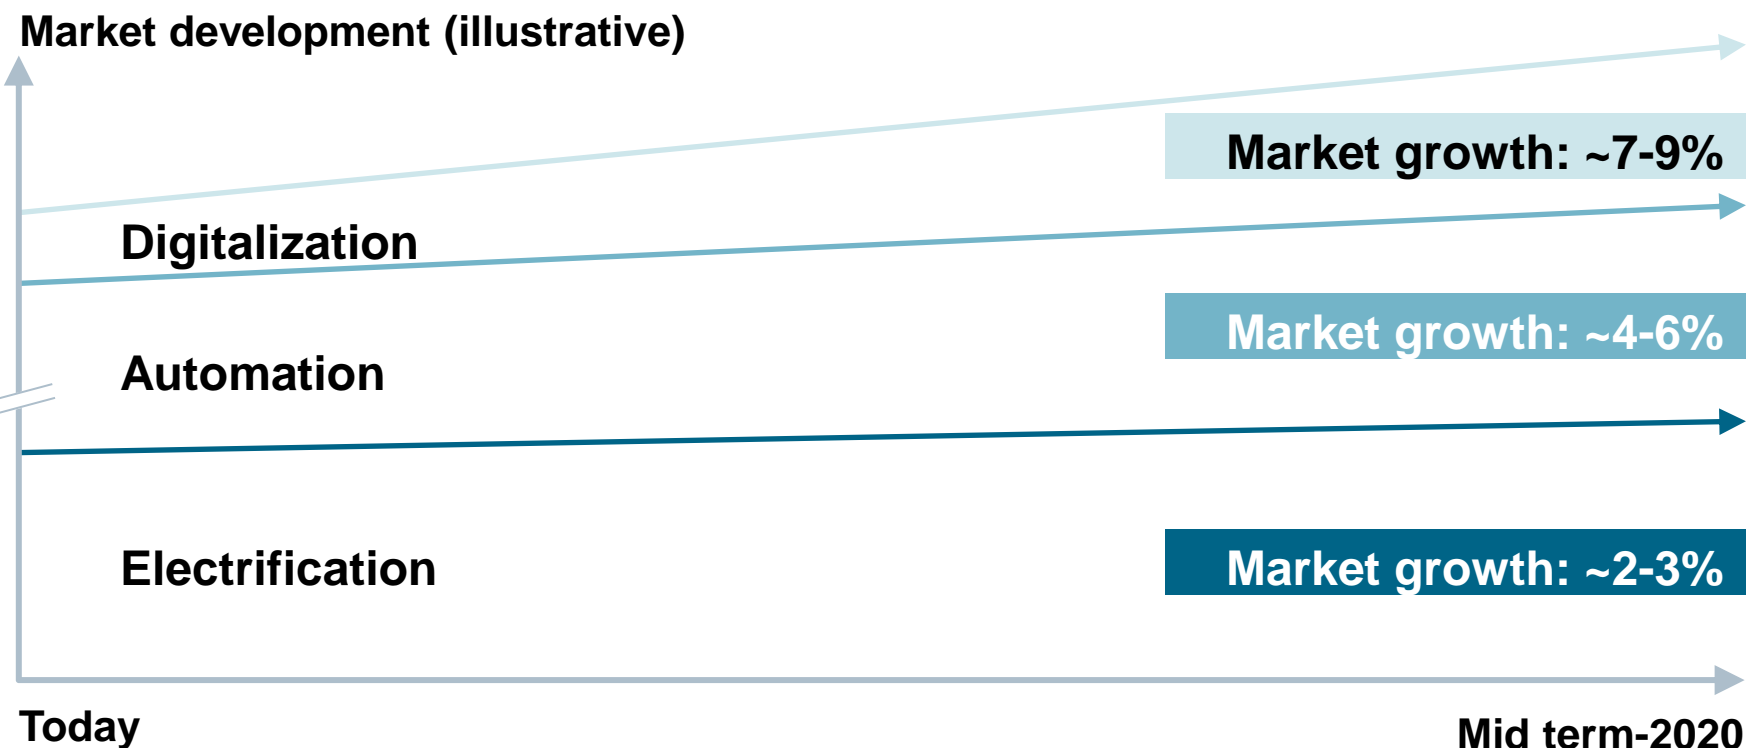 Market development (illustrative)
Market growth: ~7-9%
Digitalization
Market growth: ~4-6%
Automation
Electrification
Market growth: ~2-3%
Today
Mid term-2020